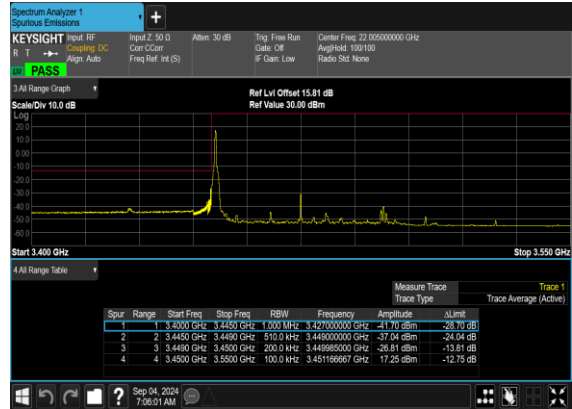 Spectrum Analyzer 1
Spurious Emissions
+
KEYSIGHT Input: RF Input Z: 50 Ω Atten: 30 dB Trig: Free Run Center Freq: 22.005000000 GHz
R T Coupling: DC Corr CCorr Gate: Off Avg|Hold: 100/100
Align: Auto Freq Ref: Int (S) IF Gain: Low Radio Std: None
PASS
3 All Range Graph
Ref Lvl Offset 15.81 dB
Scale/Div 10.0 dB Ref Value 30.00 dBm
Log
20.0
10.0
0.00
-10.0
-20.0
-30.0
-40.0
-50.0
-60.0
Start 3.400 GHz Stop 3.550 GHz
4 All Range Table
Measure Trace Trace 1
Trace Type Trace Average (Active)
Spur Range Start Freq Stop Freq RBW Frequency Amplitude ΔLimit
1 1 3.4000 GHz 3.4450 GHz 1.000 MHz 3.427000000 GHz -41.70 dBm -28.70 dB
2 2 3.4450 GHz 3.4490 GHz 510.0 kHz 3.449000000 GHz -37.04 dBm -24.04 dB
3 3 3.4490 GHz 3.4500 GHz 200.0 kHz 3.449985000 GHz -26.81 dBm -13.81 dB
4 4 3.4500 GHz 3.5500 GHz 100.0 kHz 3.451166667 GHz 17.25 dBm -12.75 dB
? Sep 04, 2024
7:06:01 AM